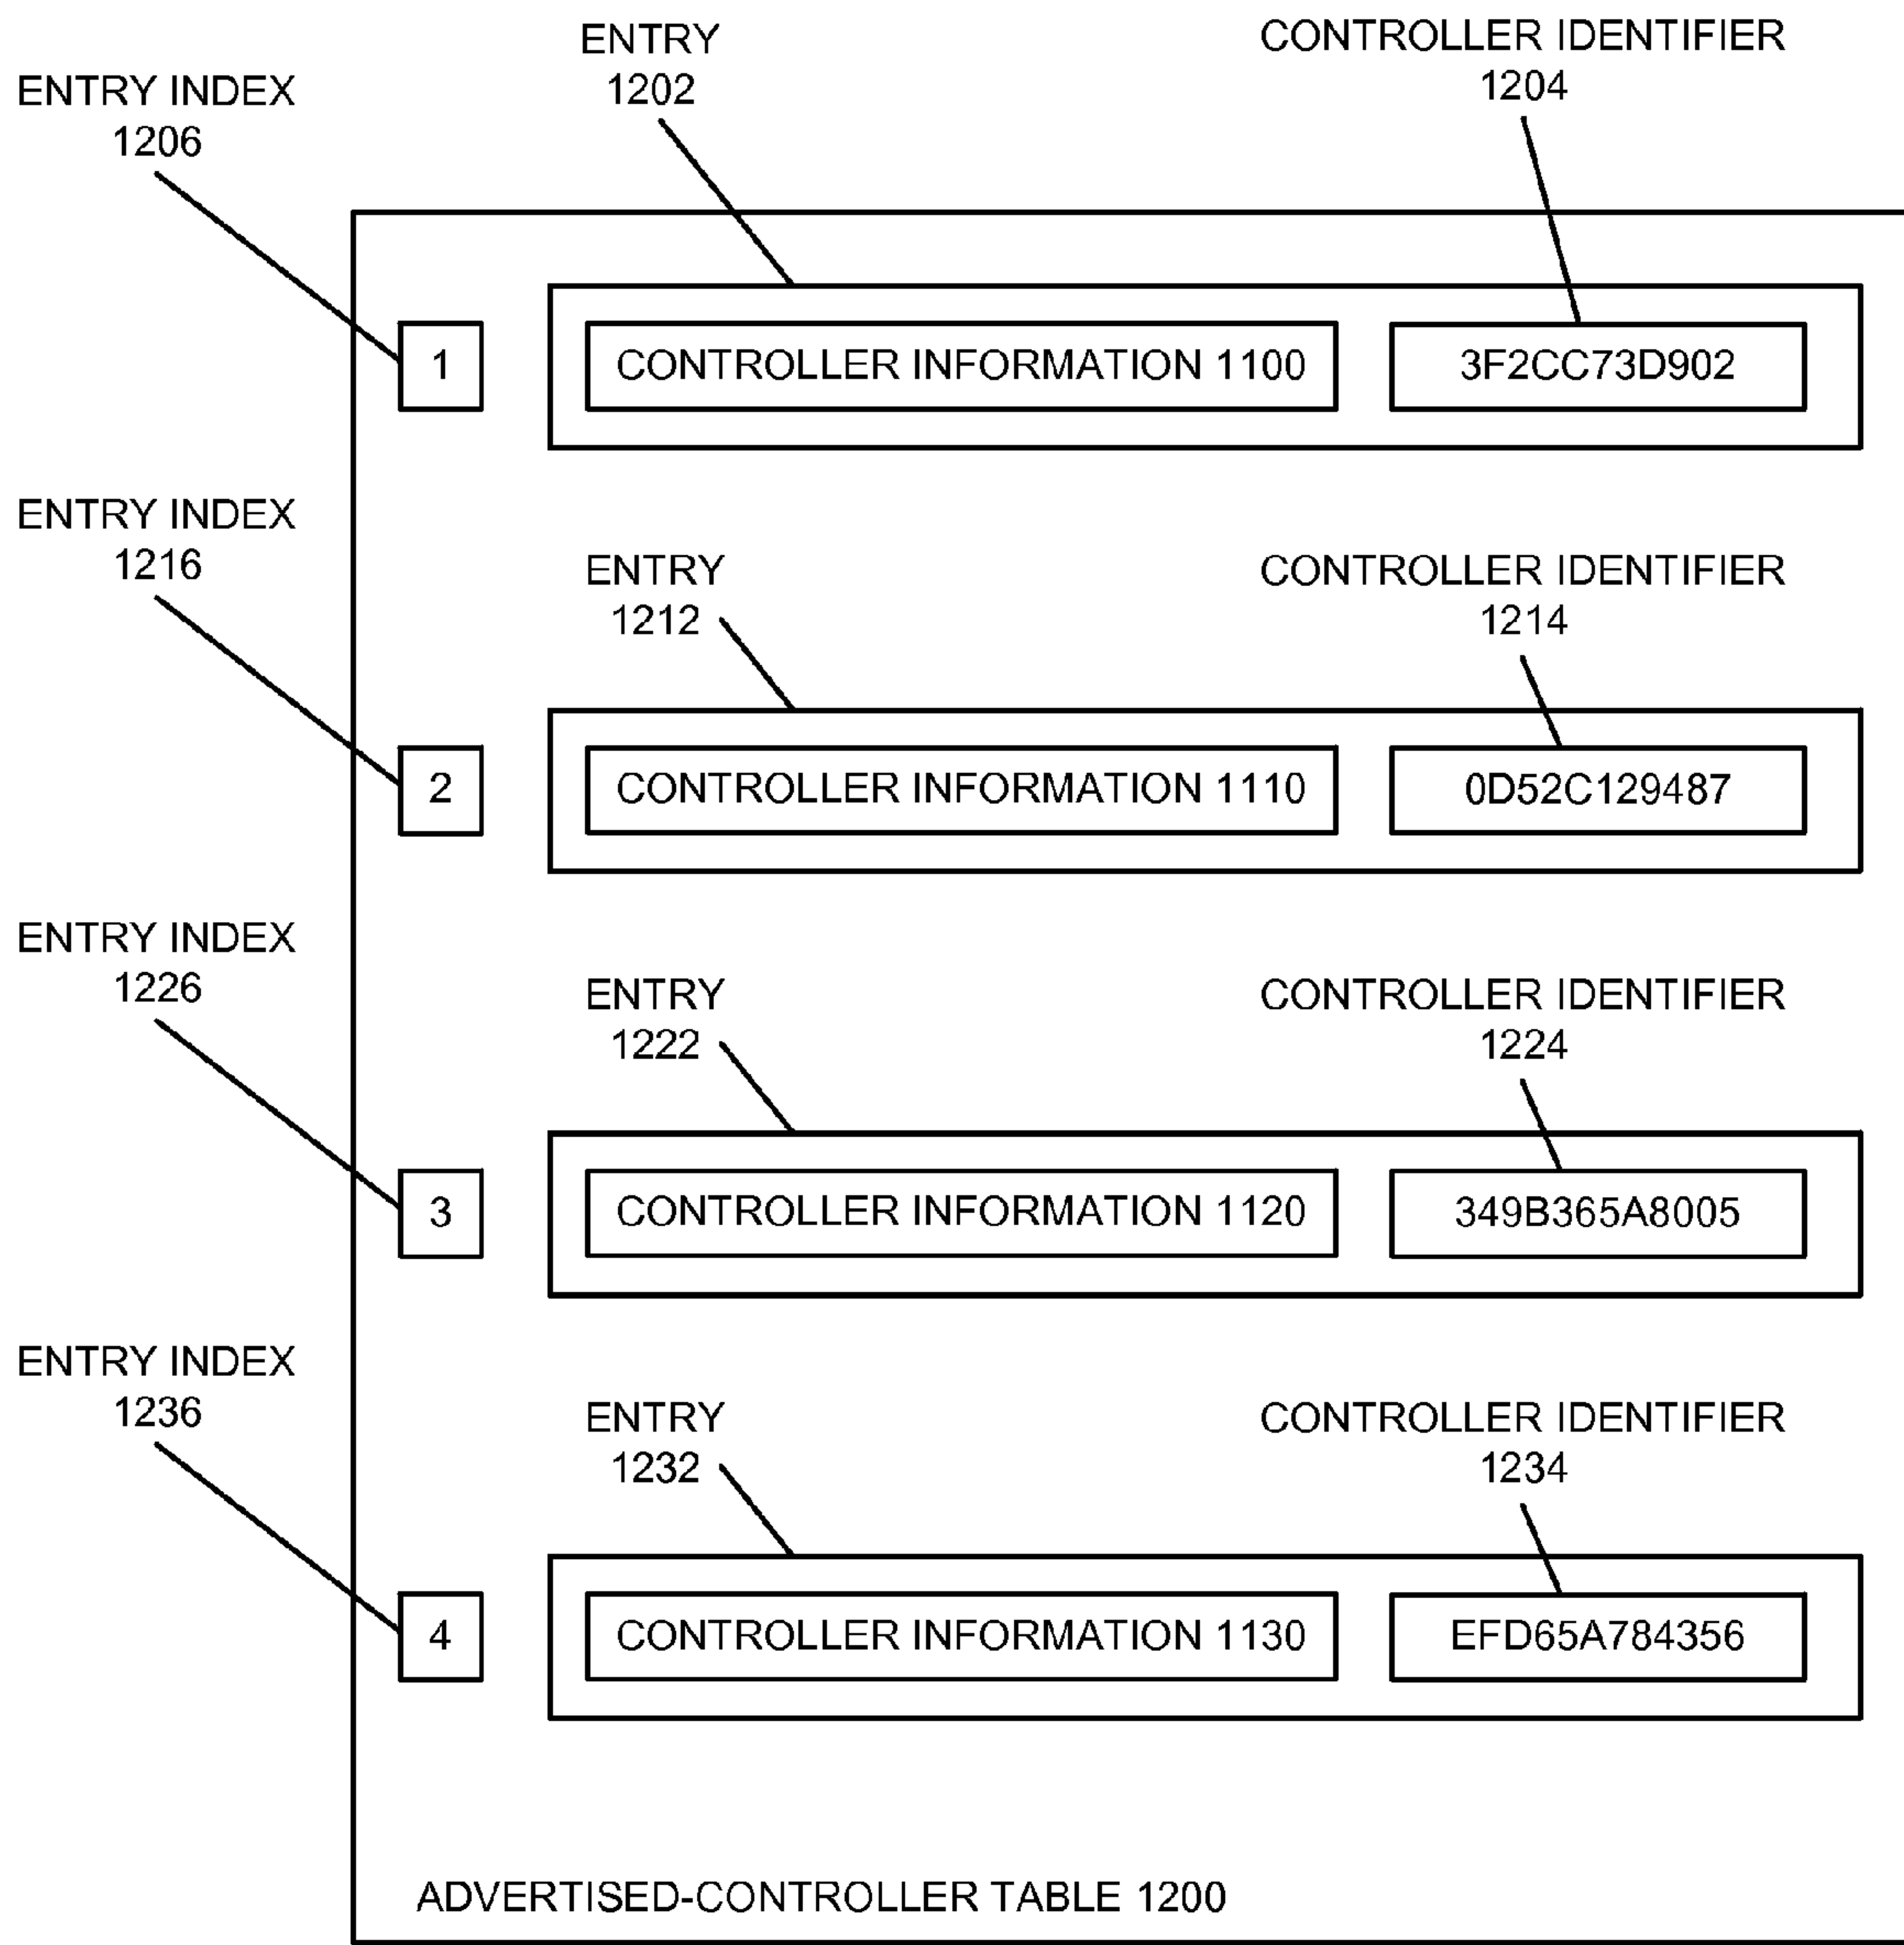 ENTRY
1202
CONTROLLER IDENTIFIER
1204
ENTRY INDEX
1206
1
CONTROLLER INFORMATION 1100
3F2CC73D902
ENTRY INDEX
1216
ENTRY
1212
CONTROLLER IDENTIFIER
1214
2
CONTROLLER INFORMATION 1110
0D52C129487
ENTRY INDEX
1226
ENTRY
1222
CONTROLLER IDENTIFIER
1224
3
CONTROLLER INFORMATION 1120
349B365A8005
ENTRY INDEX
1236
ENTRY
1232
CONTROLLER IDENTIFIER
1234
4
CONTROLLER INFORMATION 1130
EFD65A784356
ADVERTISED-CONTROLLER TABLE 1200